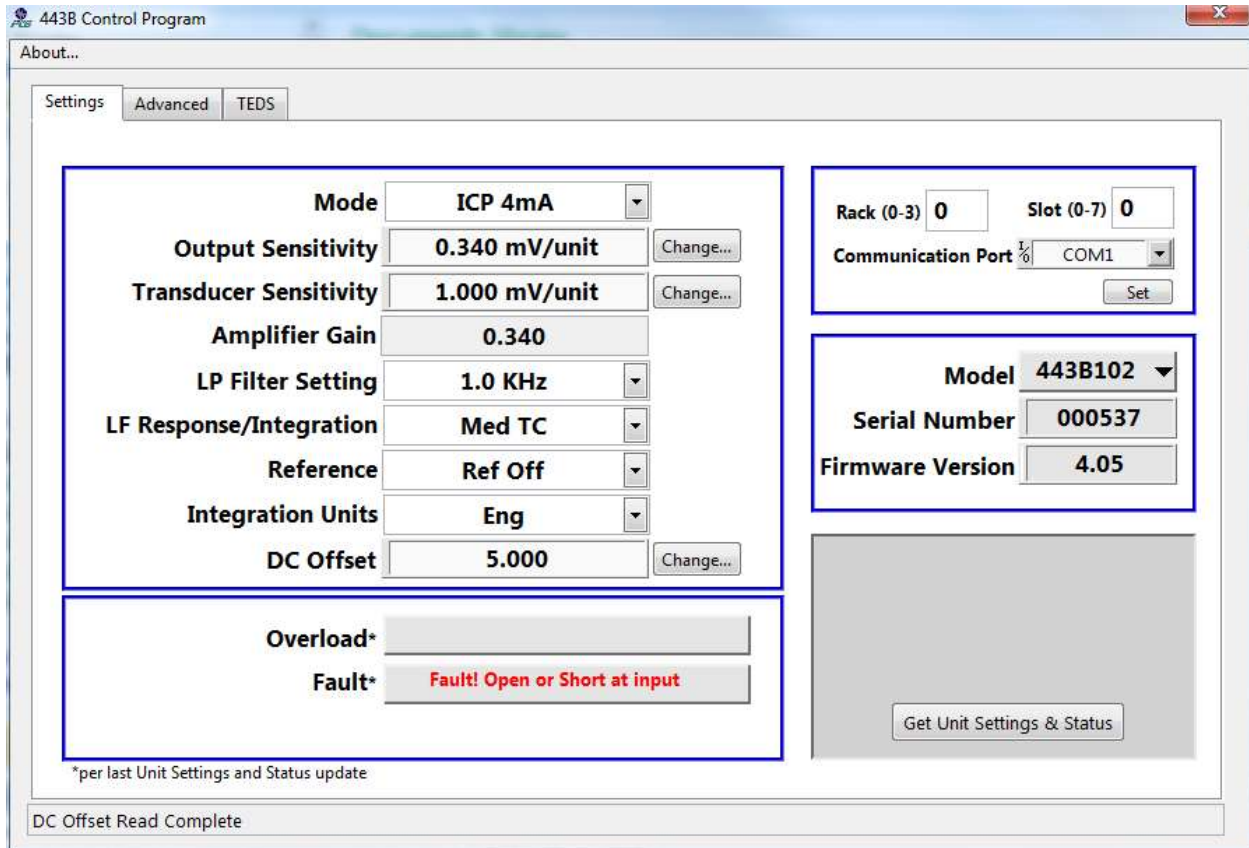 443B Control Program
About...
Settings Advanced TEDS
Mode ICP 4mA
Output Sensitivity 0.340 mV/unit Change...
Transducer Sensitivity 1.000 mV/unit Change...
Amplifier Gain 0.340
LP Filter Setting 1.0 KHz
LF Response/Integration Med TC
Reference Ref Off
Integration Units Eng
DC Offset 5.000 Change...
Overload*
Fault* Fault! Open or Short at input
*per last Unit Settings and Status update
Rack (0-3) 0 Slot (0-7) 0
Communication Port I/0 COM1
Set
Model 443B102
Serial Number 000537
Firmware Version 4.05
Get Unit Settings & Status
DC Offset Read Complete